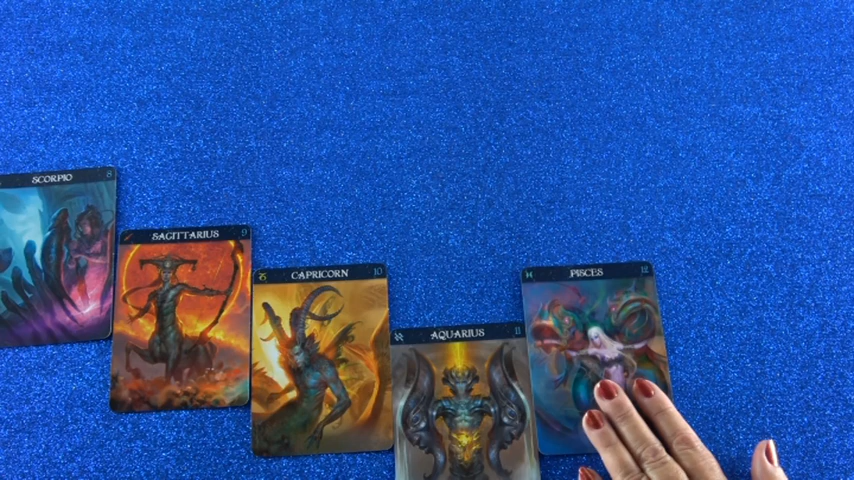 SCORPIO 8
SAGITTARIUS 9
CAPRICORN 10
AQUARIUS 11
PISCES 12